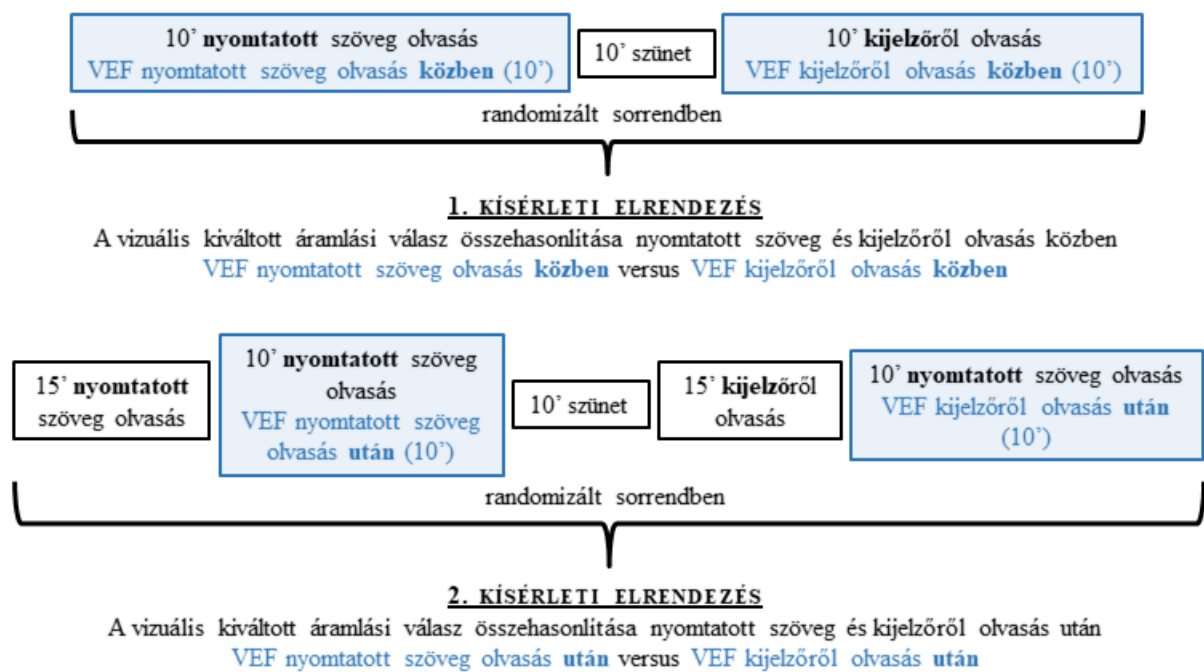 10’ nyomtatott szöveg olvasás
VEF nyomtatott szöveg olvasás közben (10’)
10’ szünet
10’ kijelzőről olvasás
VEF kijelzőről olvasás közben (10’)
randomizált sorrendben
1. KÍSÉRLETI ELRENDEZÉS
A vizuális kiváltott áramlási válasz összehasonlítása nyomtatott szöveg és kijelzőről olvasás közben
VEF nyomtatott szöveg olvasás közben versus VEF kijelzőről olvasás közben
15’ nyomtatott
szöveg olvasás
10’ nyomtatott szöveg
olvasás
VEF nyomtatott szöveg
olvasás után (10’)
10’ szünet
15’ kijelzőről
olvasás
10’ nyomtatott szöveg olvasás
VEF kijelzőről olvasás után
(10’)
randomizált sorrendben
2. KÍSÉRLETI ELRENDEZÉS
A vizuális kiváltott áramlási válasz összehasonlítása nyomtatott szöveg és kijelzőről olvasás után
VEF nyomtatott szöveg olvasás után versus VEF kijelzőről olvasás után